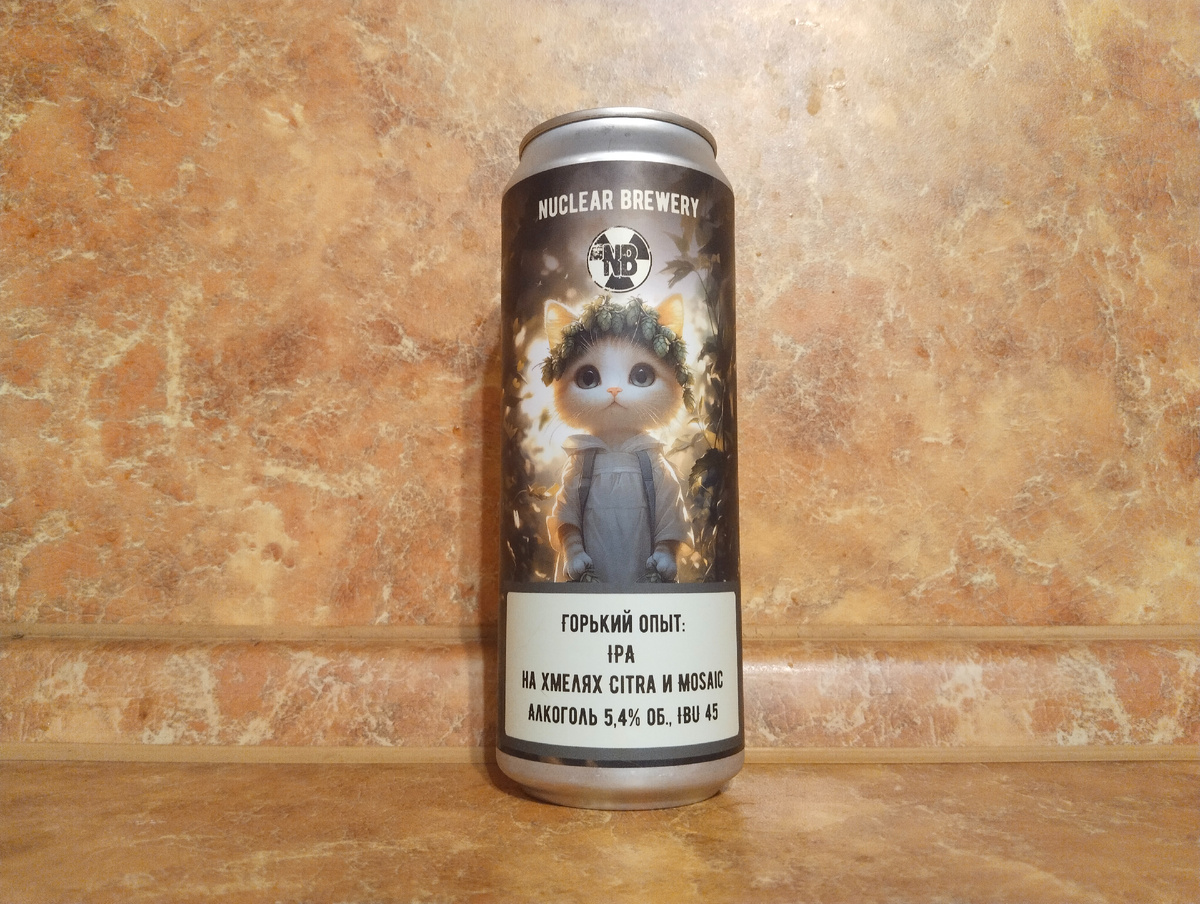 NUCLEAR BREWERY
NB
ГОРЬКИЙ ОПЫТ:
IPA
НА ХМЕЛЯХ CITRA И MOSAIC
АЛКОГОЛЬ 5,4% ОБ., IBU 45